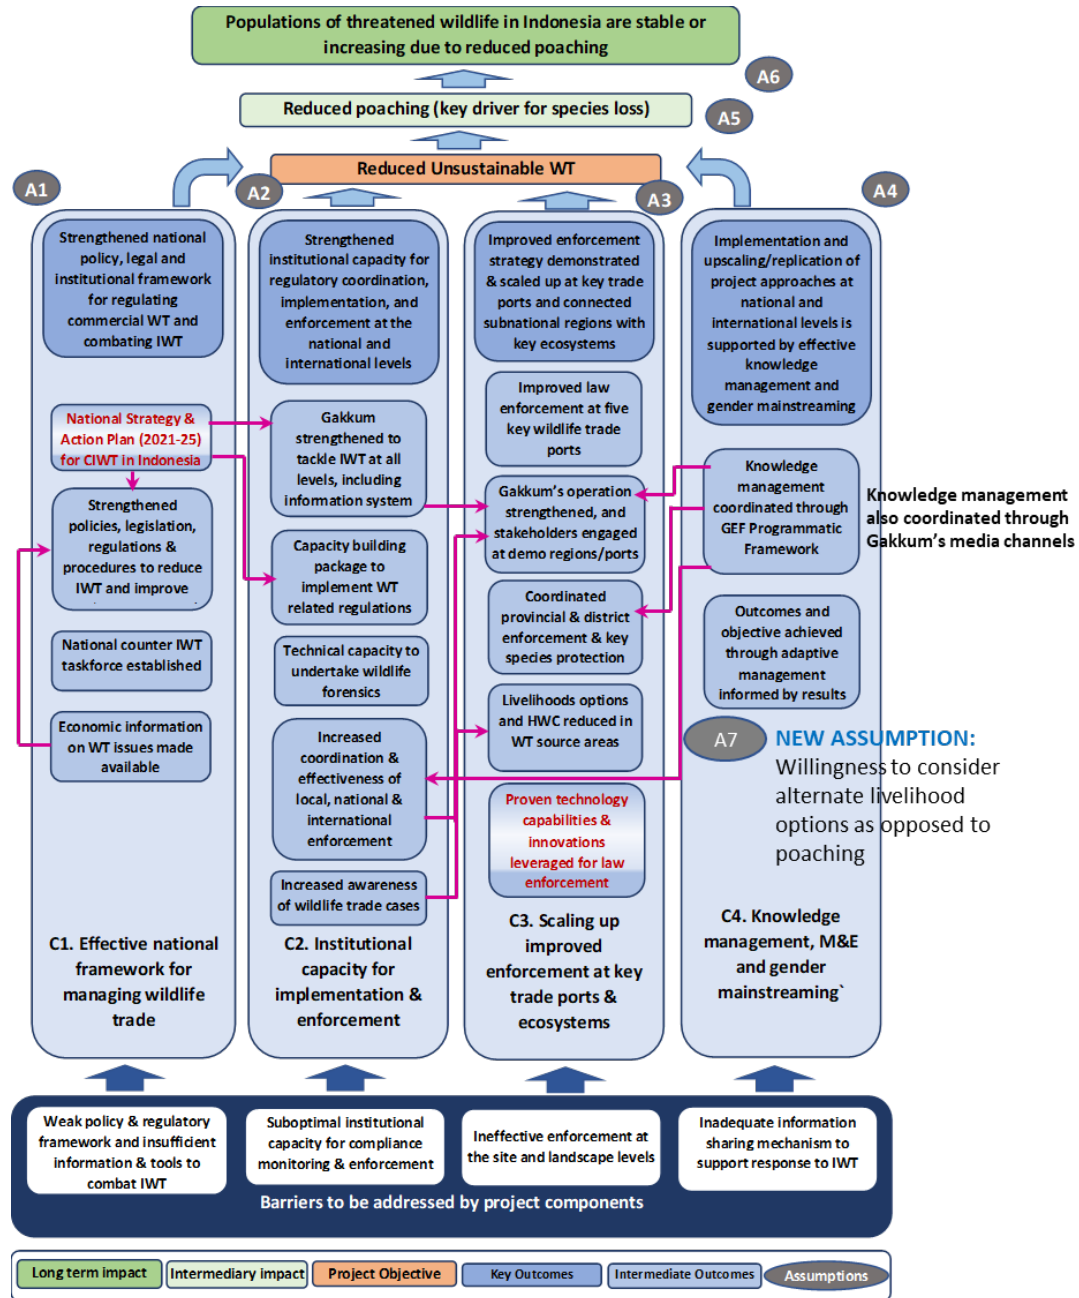 Populations of threatened wildlife in Indonesia are stable or
increasing due to reduced poaching
A6
Reduced poaching (key driver for species loss)
A5
Reduced Unsustainable WT
A1
A2
A3
A4
Strengthened national
policy, legal and
institutional framework
for regulating
commercial WT and
combating IWT
National Strategy &
Action Plan (2021-25)
for CIWT in Indonesia
Strengthened
policies, legislation,
regulations &
procedures to reduce
IWT and improve
National counter IWT
taskforce established
Economic information
on WT issues made
available
C1. Effective national
framework for
managing wildlife
trade
Strengthened
institutional capacity for
regulatory coordination,
implementation, and
enforcement at the
national and
international levels
Gakkum
strengthened to
tackle IWT at all
levels, including
information system
Capacity building
package to
implement WT
related regulations
Technical capacity to
undertake wildlife
forensics
Increased
coordination &
effectiveness of
local, national &
international
enforcement
Increased awareness
of wildlife trade cases
C2. Institutional
capacity for
implementation &
enforcement
Improved enforcement
strategy demonstrated
& scaled up at key trade
ports and connected
subnational regions with
key ecosystems
Improved law
enforcement at five
key wildlife trade
ports
Gakkum's operation
strengthened, and
stakeholders engaged
at demo regions/ports
Coordinated
provincial & district
enforcement & key
species protection
Livelihoods options
and HWC reduced in
WT source areas
Proven technology
capabilities &
innovations
leveraged for law
enforcement
C3. Scaling up
improved
enforcement at key
trade ports &
ecosystems
Implementation and
upscaling/replication of
project approaches at
national and
international levels is
supported by effective
knowledge
management and
gender mainstreaming
Knowledge
management
coordinated through
GEF Programmatic
Framework
Knowledge management
also coordinated through
Gakkum's media channels
Outcomes and
objective achieved
through adaptive
management
informed by results
A7
NEW ASSUMPTION:
Willingness to consider
alternate livelihood
options as opposed to
poaching
C4. Knowledge
management, M&E
and gender
mainstreaming`
Weak policy & regulatory
framework and insufficient
information & tools to
combat IWT
Suboptimal institutional
capacity for compliance
monitoring & enforcement
Ineffective enforcement at
the site and landscape levels
Inadequate information
sharing mechanism to
support response to IWT
Barriers to be addressed by project components
Long term impact
Intermediary impact
Project Objective
Key Outcomes
Intermediate Outcomes
Assumptions